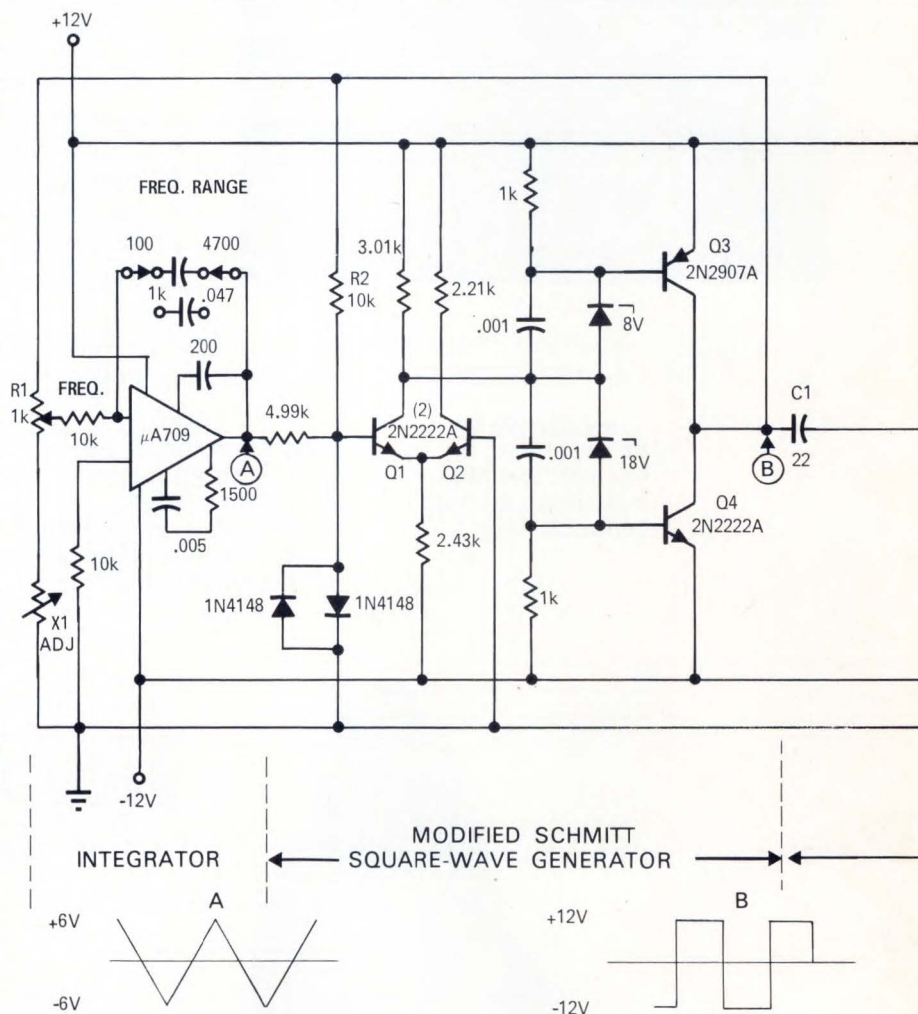 +12V
FREQ. RANGE
100
4700
1k
.047
200
R1
1k
FREQ.
10k
µA709
A
4.99k
1500
.005
10k
X1
ADJ
-12V
R2
10k
3.01k
2.21k
(2)
2N2222A
Q1
Q2
2.43k
1N4148
1N4148
1k
.001
8V
.001
18V
1k
Q3
2N2907A
Q4
2N2222A
B
C1
22
INTEGRATOR
MODIFIED SCHMITT
SQUARE-WAVE GENERATOR
A
+6V
-6V
B
+12V
-12V